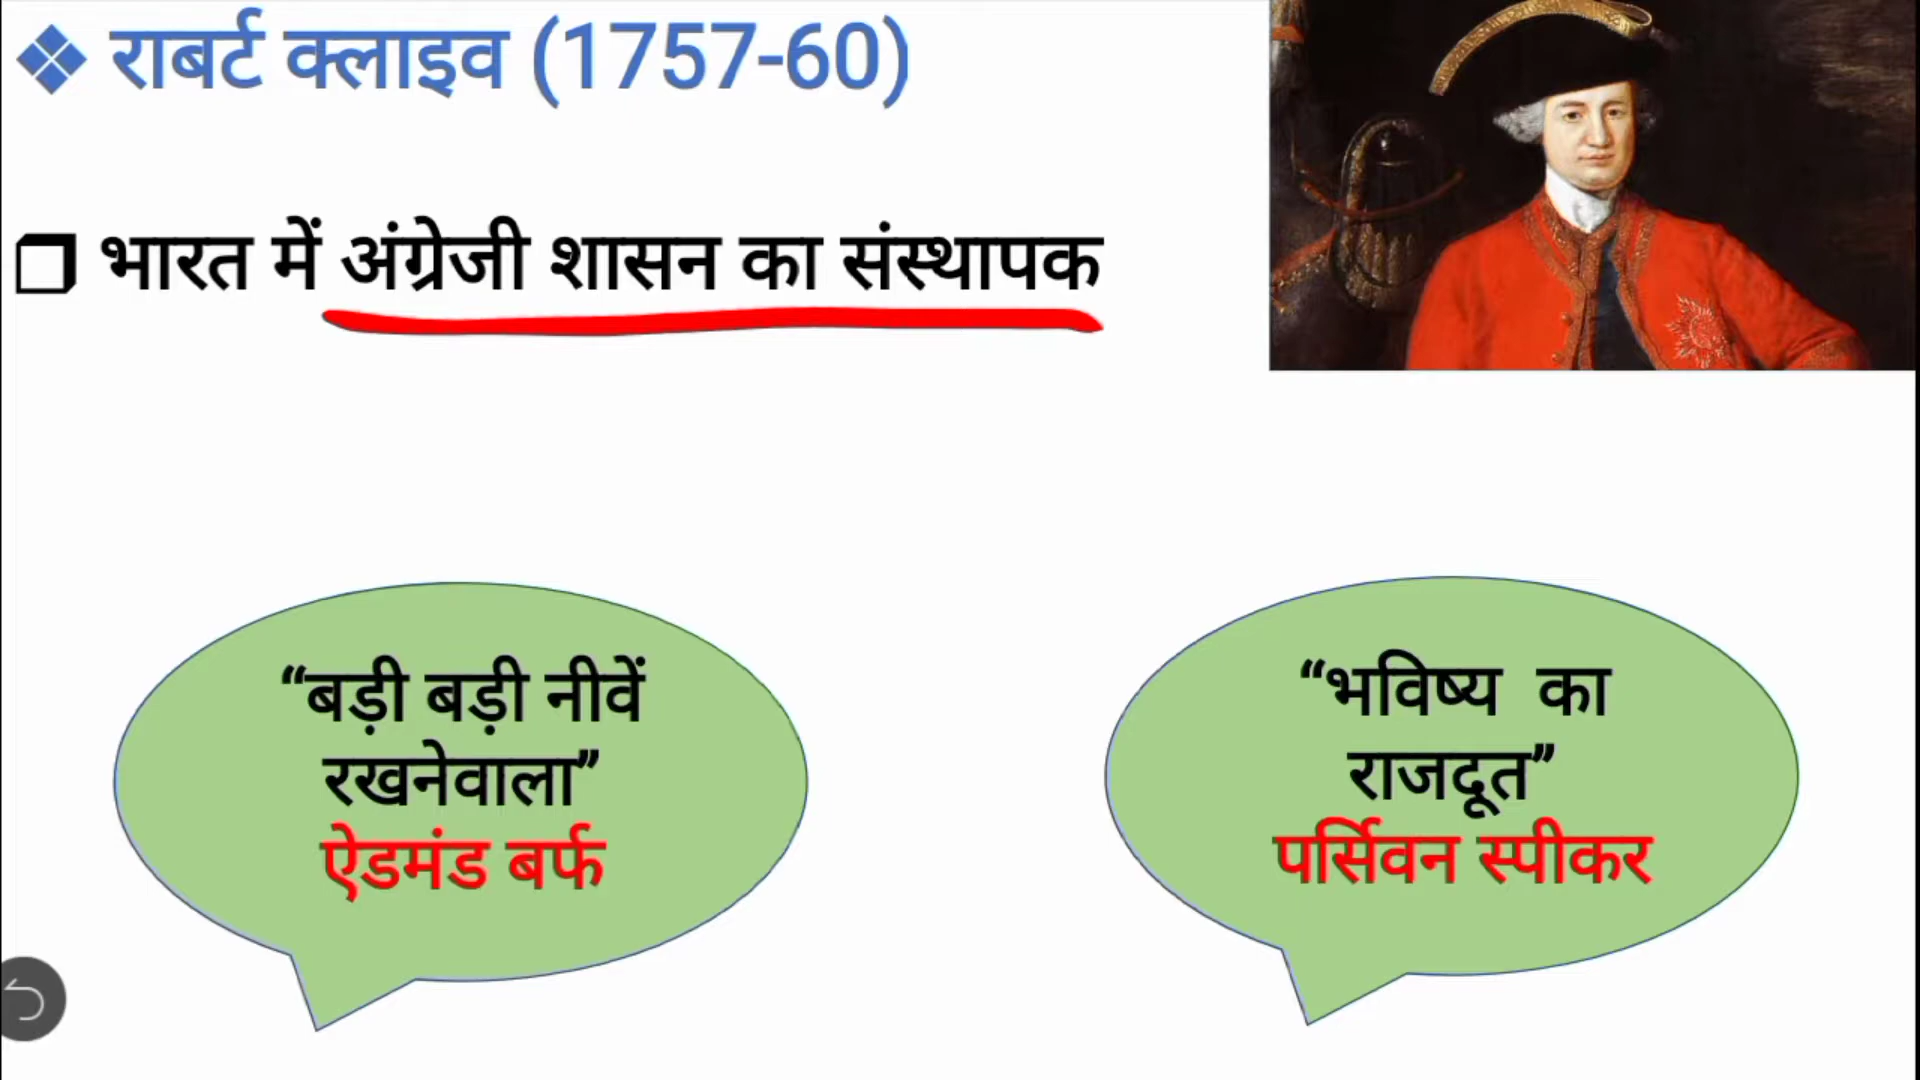 राबर्ट क्लाइव (1757-60)
भारत में अंग्रेजी शासन का संस्थापक
“बड़ी बड़ी नीवें
रखनेवाला”
ऐडमंड बर्फ
“भविष्य का
राजदूत”
पर्सिवन स्पीकर